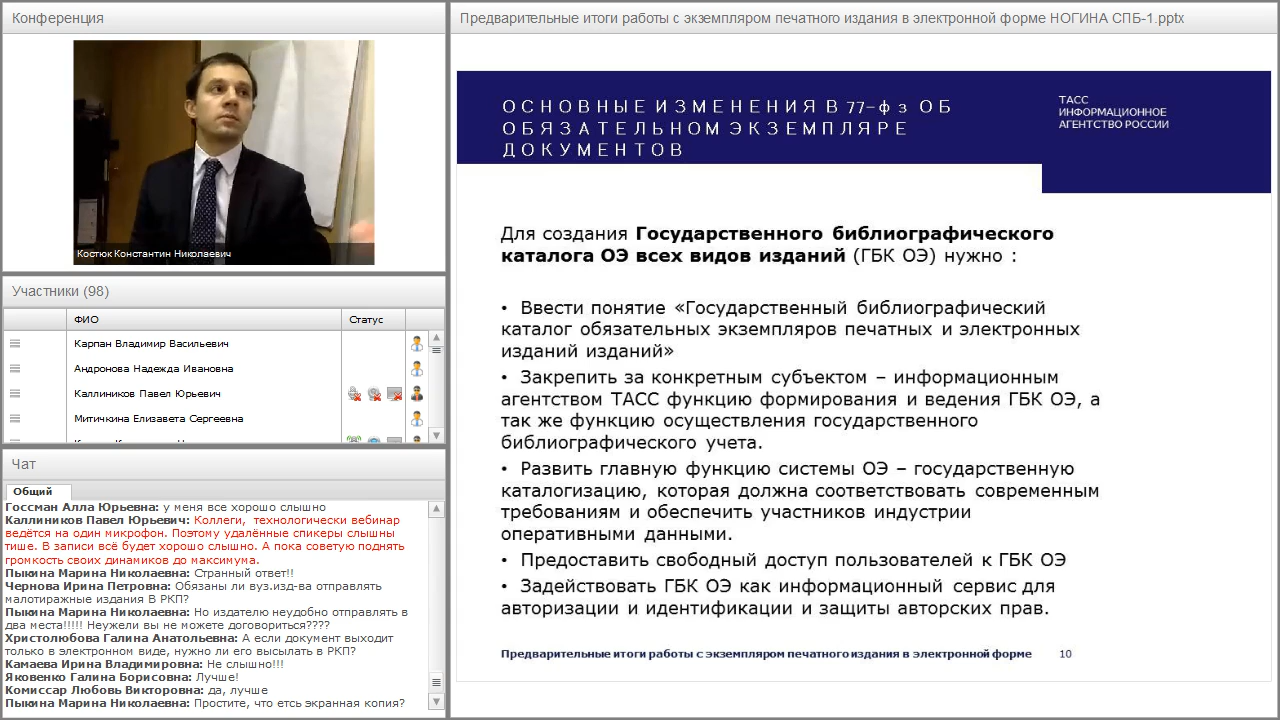 Конференция
Костюк Константин Николаевич
Участники (98)
ФИО
Статус
Карпан Владимир Васильевич
Андронова Надежда Ивановна
Каллиников Павел Юрьевич
Митичкина Елизавета Сергеевна
Чат
Общий
Госсман Алла Юрьевна: у меня все хорошо слышно
Каллиников Павел Юрьевич: Коллеги, технологически вебинар
ведётся на один микрофон. Поэтому удалённые спикеры слышны
тише. В записи всё будет хорошо слышно. А пока советую поднять
громкость своих динамиков до максимума.
Пыкина Марина Николаевна: Странный ответ!!
Чернова Ирина Петровна: Обязаны ли вуз.изд-ва отправлять
малотиражные издания В РКП?
Пыкина Марина Николаевна: Но издателю неудобно отправлять в
два места!!!!! Неужели вы не можете договориться????
Христолюбова Галина Анатольевна: А если документ выходит
только в электронном виде, нужно ли его высылать в РКП?
Камаева Ирина Владимировна: Не слышно!!!
Яковенко Галина Борисовна: Лучше!
Комиссар Любовь Викторовна: да, лучше
Пыкина Марина Николаевна: Простите, что етсь экранная копия?
Предварительные итоги работы с экземпляром печатного издания в электронной форме НОГИНА СПБ-1.pptx
ОСНОВНЫЕ ИЗМЕНЕНИЯ В 77-ф з ОБ
ОБЯЗАТЕЛЬНОМ ЭКЗЕМПЛЯРЕ
ДОКУМЕНТОВ
ТАСС
ИНФОРМАЦИОННОЕ
АГЕНТСТВО РОССИИ
Для создания Государственного библиографического
каталога ОЭ всех видов изданий (ГБК ОЭ) нужно :
• Ввести понятие «Государственный библиографический
каталог обязательных экземпляров печатных и электронных
изданий изданий»
• Закрепить за конкретным субъектом – информационным
агентством ТАСС функцию формирования и ведения ГБК ОЭ, а
так же функцию осуществления государственного
библиографического учета.
• Развить главную функцию системы ОЭ – государственную
каталогизацию, которая должна соответствовать современным
требованиям и обеспечить участников индустрии
оперативными данными.
• Предоставить свободный доступ пользователей к ГБК ОЭ
• Задействовать ГБК ОЭ как информационный сервис для
авторизации и идентификации и защиты авторских прав.
Предварительные итоги работы с экземпляром печатного издания в электронной форме 10